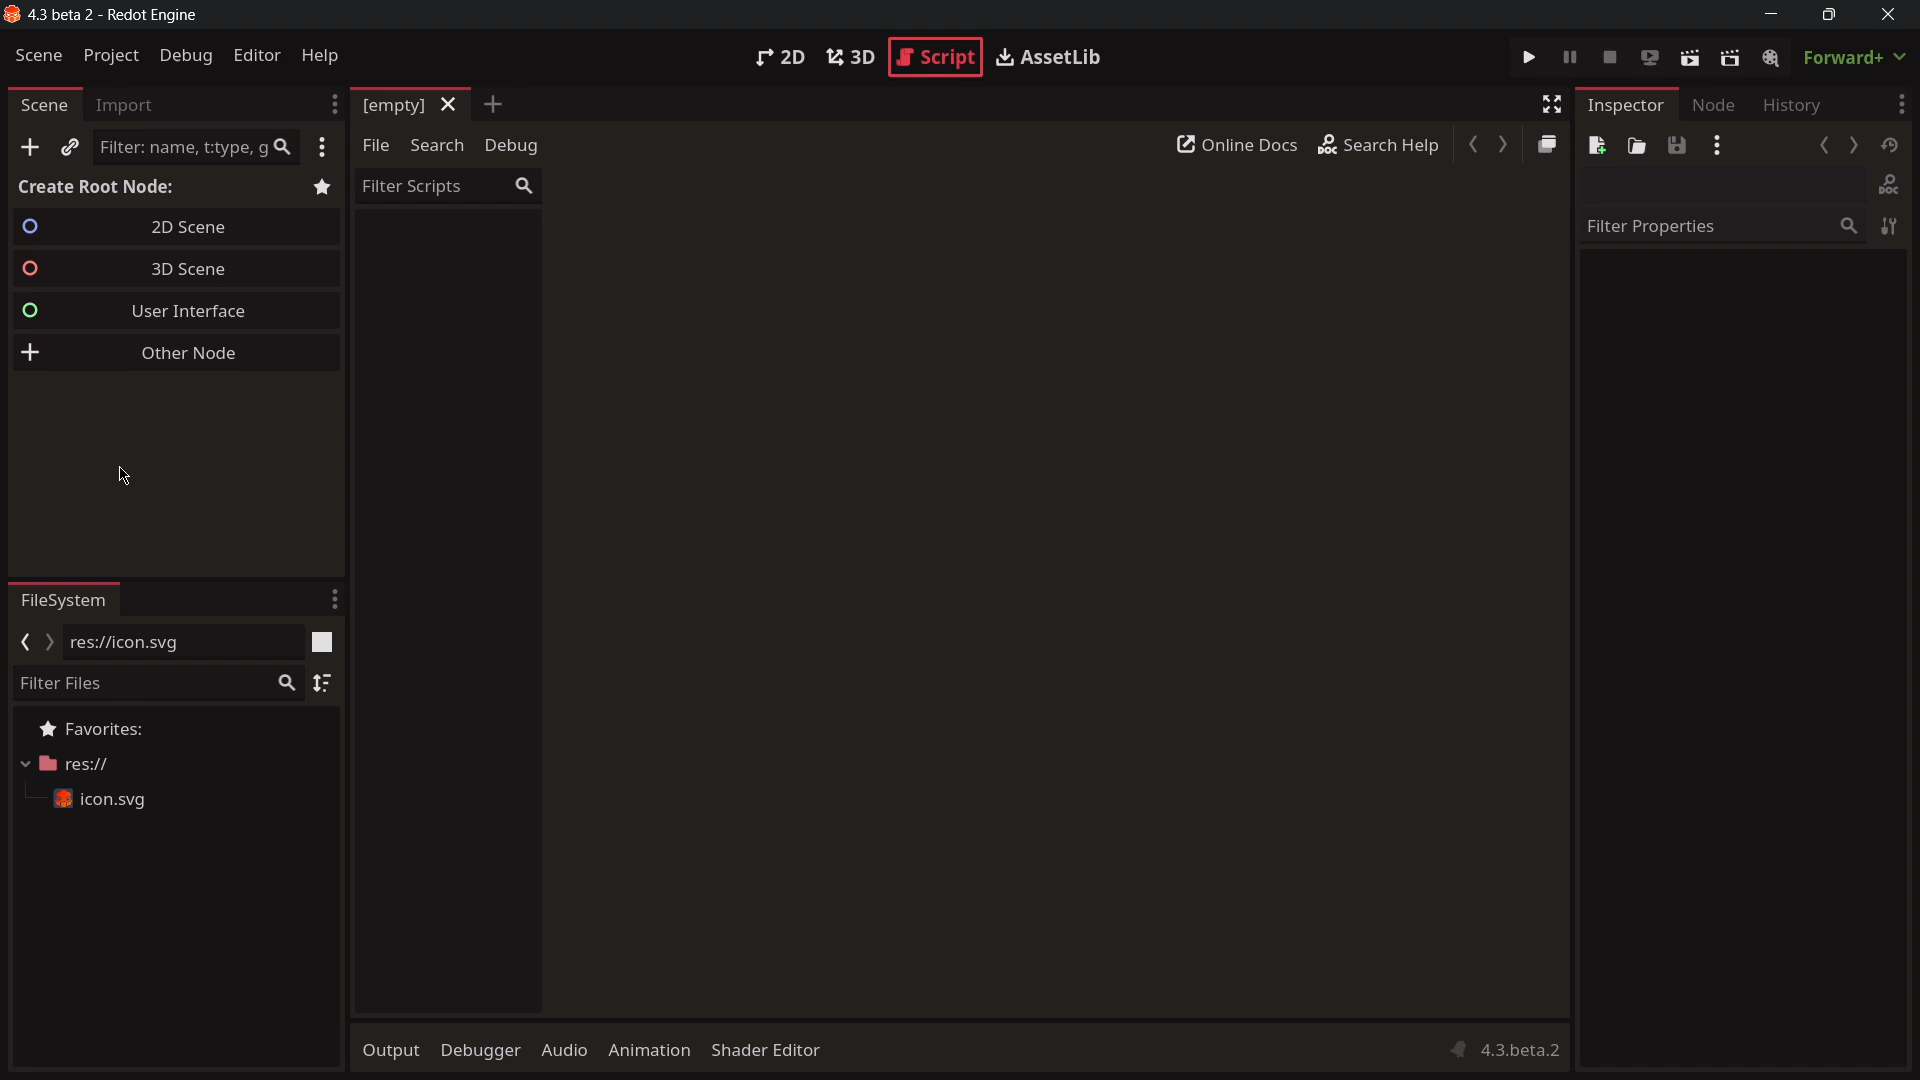 4.3 beta 2 - Redot Engine
Scene Project Debug Editor Help
2D 3D Script AssetLib
Forward+
Scene Import
[empty]
Inspector Node History
Filter: name, t:type, g
File Search Debug
Online Docs Search Help
Create Root Node:
Filter Scripts
DOC
2D Scene
Filter Properties
3D Scene
User Interface
Other Node
FileSystem
res://icon.svg
Filter Files
Favorites:
res://
icon.svg
Output Debugger Audio Animation Shader Editor
4.3.beta.2